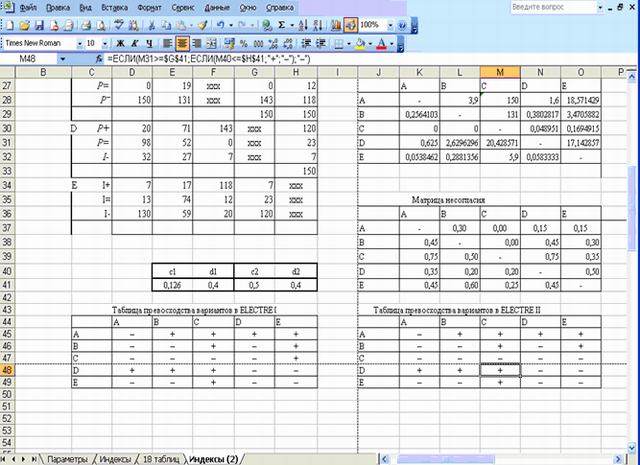 Файл Правка Вид Вставка Формат Сервис Данные Окно Справка Введите вопрос
100%
Times New Roman 10 Ж К Ч
M48 fx =ЕСЛИ(M31>=$G$41;ЕСЛИ(M40<=$H$41;"+";"–");"–")
B C D E F G H I J K L M N O P
27 P= 0 19 xxx 0 12 A B C D E
28 P- 150 131 xxx 143 118 A - 3,9 150 1,6 18,571429
29 150 150 B 0,2564103 - 131 0,3802817 3,4705882
30 D P+ 20 71 143 xxx 120 C 0 0 - 0,048951 0,1694915
31 P= 98 52 0 xxx 23 D 0,625 2,6296296 20,428571 - 17,142857
32 I- 32 27 7 xxx 7 E 0,0538462 0,2881356 5,9 0,0583333 -
33 150
34 E I+ 7 17 118 7 xxx
35 I= 13 74 12 23 xxx Матрица несогласия
36 I- 130 59 20 120 xxx A B C D E
37 A - 0,30 0,00 0,15 0,15
38 B 0,45 - 0,00 0,45 0,30
39 C 0,75 0,50 - 0,75 0,35
40 c1 d1 c2 d2 D 0,35 0,20 0,20 - 0,50
41 0,126 0,4 0,5 0,4 E 0,45 0,60 0,25 0,45 -
42
43 Таблица превосходства вариантов в ELECTRE I Таблица превосходства вариантов в ELECTRE II
44 A B C D E A B C D E
45 A – + + + + A – + + + +
46 B – – + – + B – – + – +
47 C – – – – + C – – – – –
48 D + + + – – D + + + – –
49 E – – + – – E – – + – –
50
51
52
53
54
Параметры Индексы 18 таблиц Индексы (2)